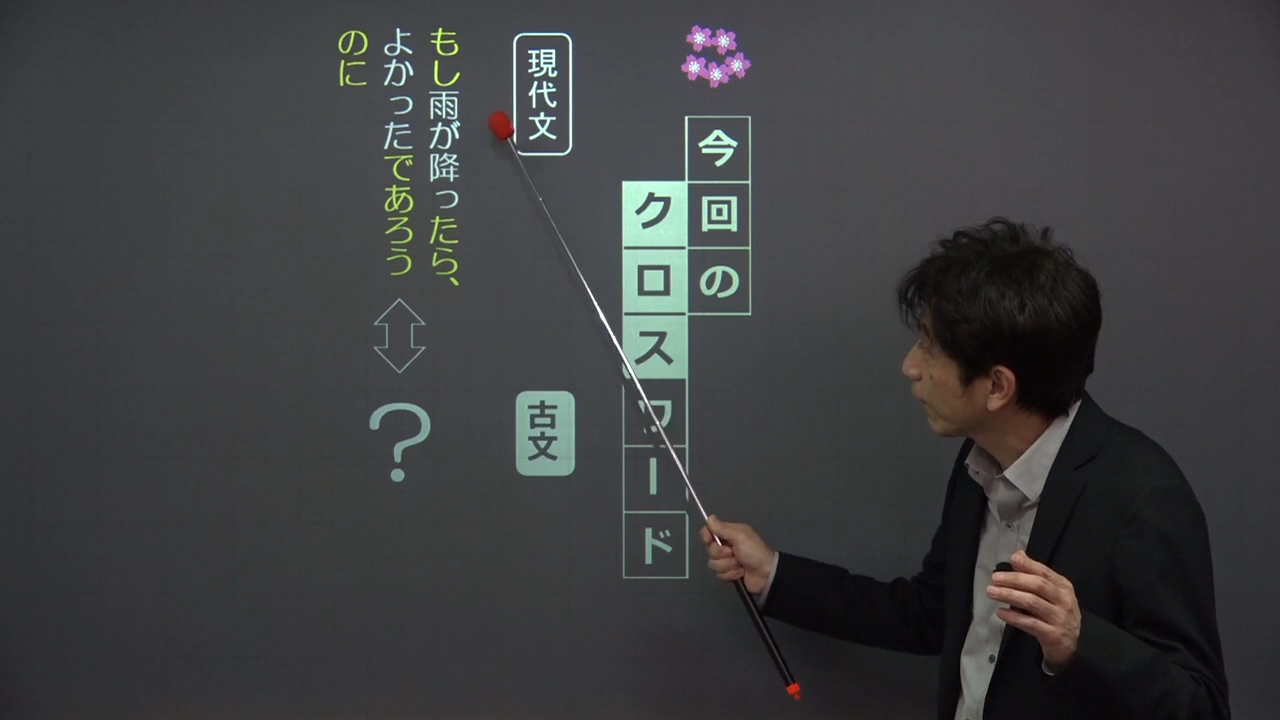 今回の
クロスワード
現代文
もし雨が降ったら、
よかったであろう
のに
古文
?